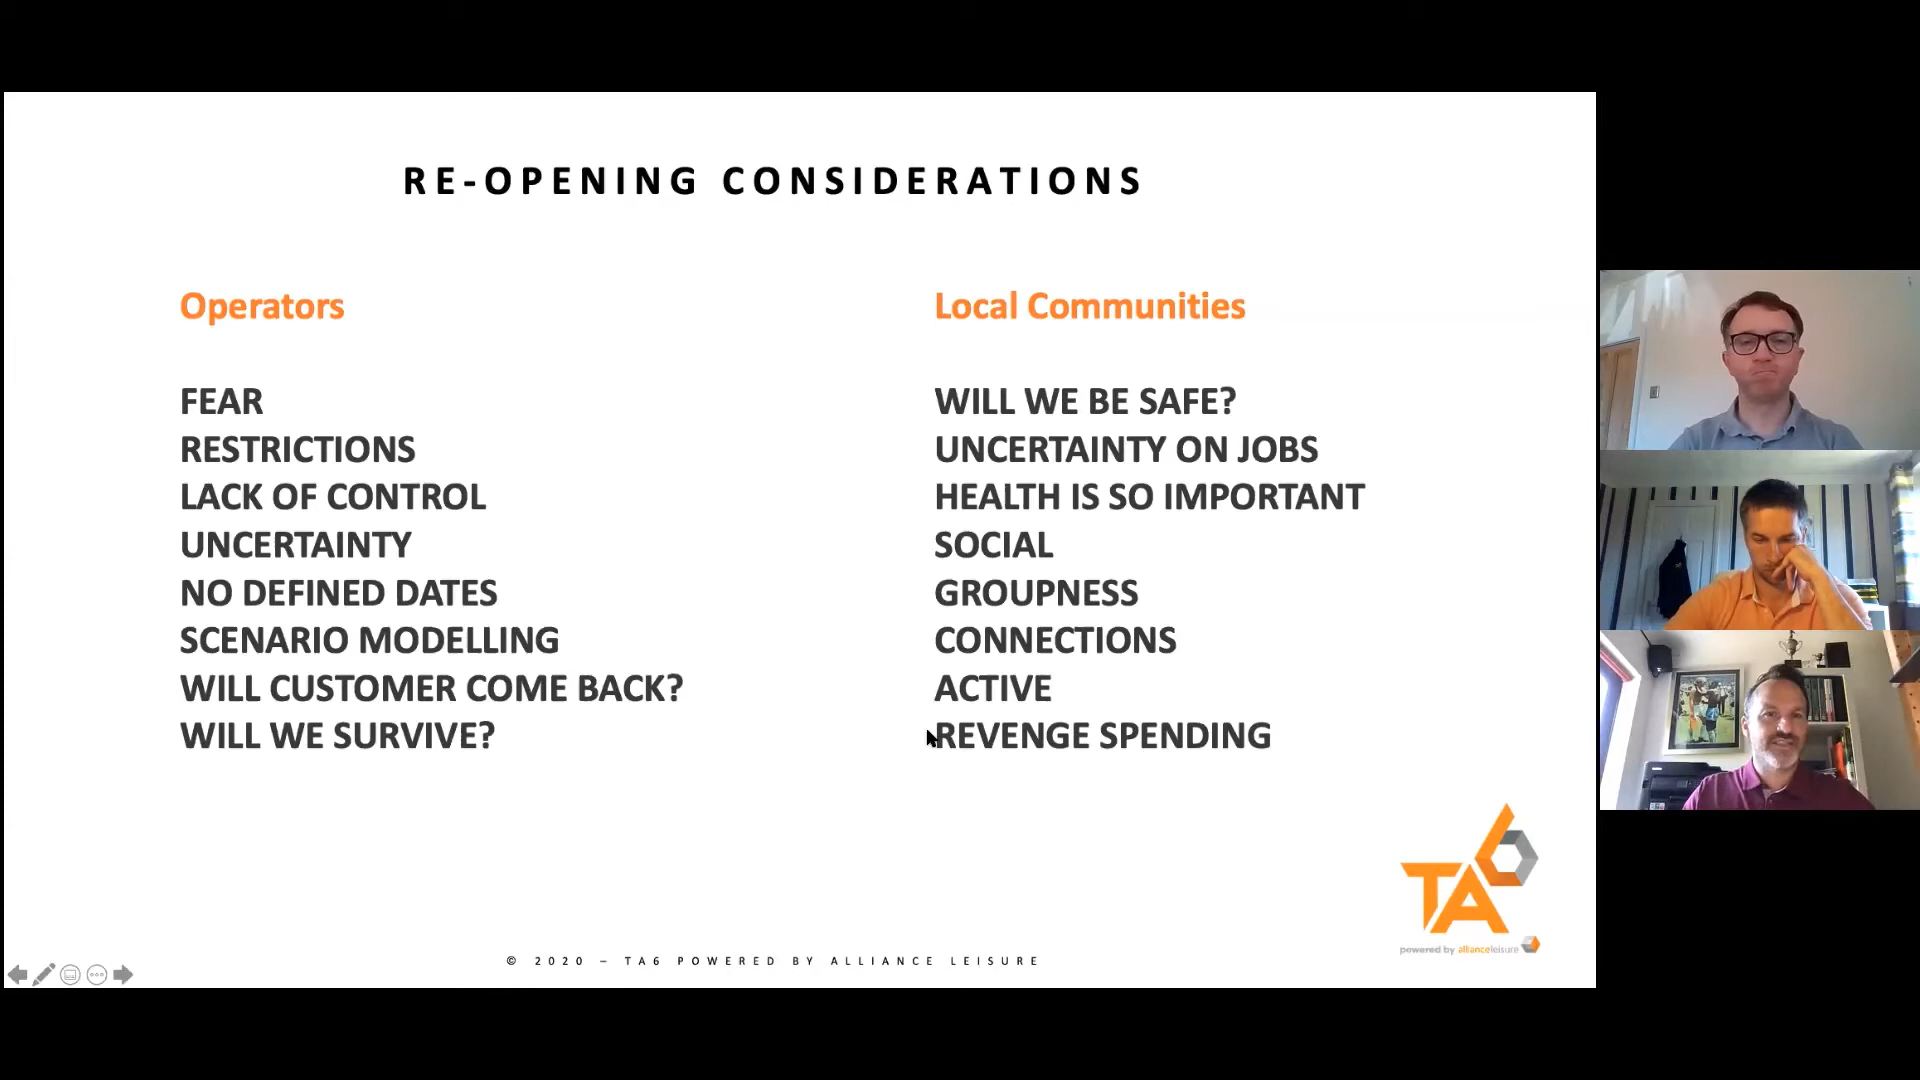 RE-OPENING CONSIDERATIONS
Operators
FEAR
RESTRICTIONS
LACK OF CONTROL
UNCERTAINTY
NO DEFINED DATES
SCENARIO MODELLING
WILL CUSTOMER COME BACK?
WILL WE SURVIVE?
Local Communities
WILL WE BE SAFE?
UNCERTAINTY ON JOBS
HEALTH IS SO IMPORTANT
SOCIAL
GROUPNESS
CONNECTIONS
ACTIVE
REVENGE SPENDING
TA6
powered by allianceleisure
© 2020 – TA6 POWERED BY ALLIANCE LEISURE